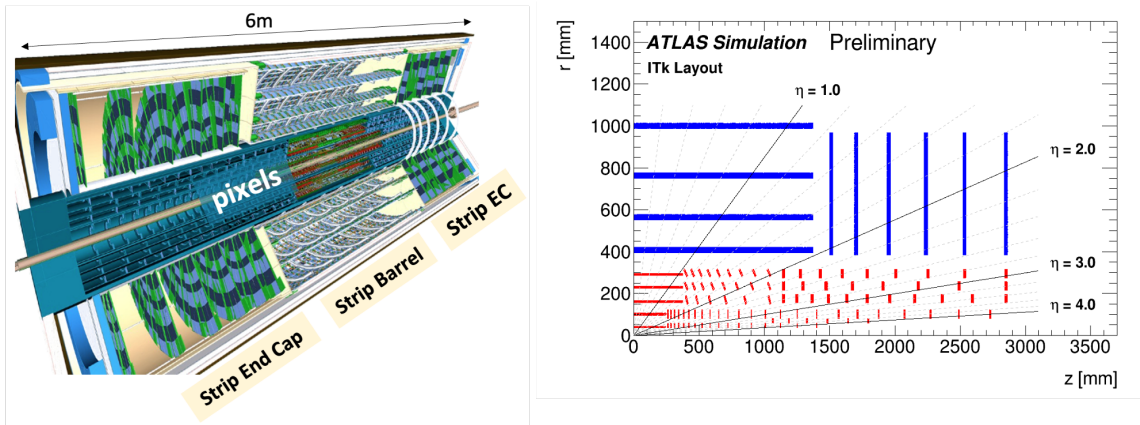 6m
pixels
Strip EC
Strip Barrel
Strip End Cap
r [mm]
ATLAS Simulation Preliminary
ITk Layout
η = 1.0
η = 2.0
η = 3.0
η = 4.0
1400
1200
1000
800
600
400
200
0
0 500 1000 1500 2000 2500 3000 3500
z [mm]